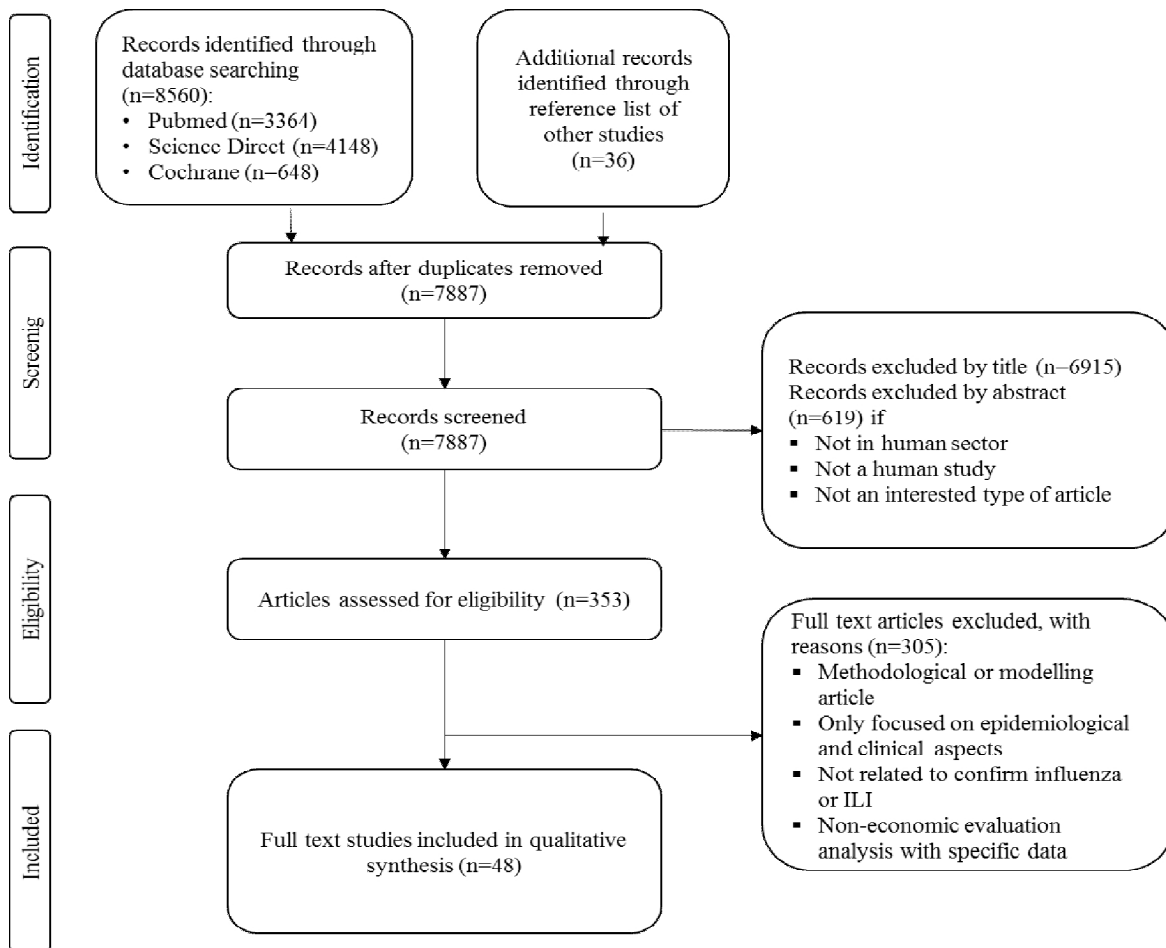 Identification
Records identified through
database searching
(n=8560):
• Pubmed (n=3364)
• Science Direct (n=4148)
• Cochrane (n=648)
Additional records
identified through
reference list of
other studies
(n=36)
Screenig
Records after duplicates removed
(n=7887)
Records screened
(n=7887)
Records excluded by title (n=6915)
Records excluded by abstract
(n=619) if
▪ Not in human sector
▪ Not a human study
▪ Not an interested type of article
Eligibility
Articles assessed for eligibility (n=353)
Full text articles excluded, with
reasons (n=305):
▪ Methodological or modelling
article
▪ Only focused on epidemiological
and clinical aspects
▪ Not related to confirm influenza
or ILI
▪ Non-economic evaluation
analysis with specific data
Included
Full text studies included in qualitative
synthesis (n=48)